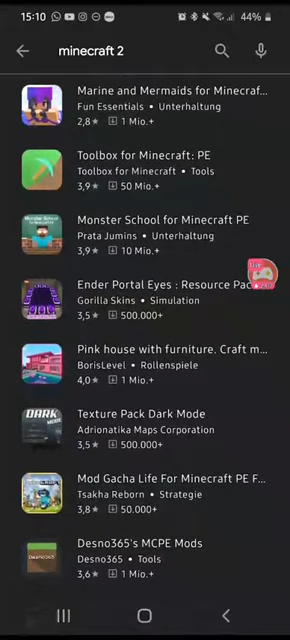 15:10
44%
minecraft 2
Marine and Mermaids for Minecraf...
Fun Essentials • Unterhaltung
2,8★ 1 Mio.+
Toolbox for Minecraft: PE
Toolbox for Minecraft • Tools
3,9★ 50 Mio.+
Monster School for Minecraft PE
Prata Jumins • Unterhaltung
3,9★ 10 Mio.+
Ender Portal Eyes : Resource Pac
Gorilla Skins • Simulation
3,5★ 500.000+
Pink house with furniture. Craft m...
BorisLevel • Rollenspiele
4,0★ 1 Mio.+
DARK
MODE
Texture Pack Dark Mode
Adrionatika Maps Corporation
3,5★ 500.000+
Mod Gacha Life For Minecraft PE F...
Tsakha Reborn • Strategie
3,8★ 50.000+
Desno365's MCPE Mods
Desno365 • Tools
3,6★ 1 Mio.+